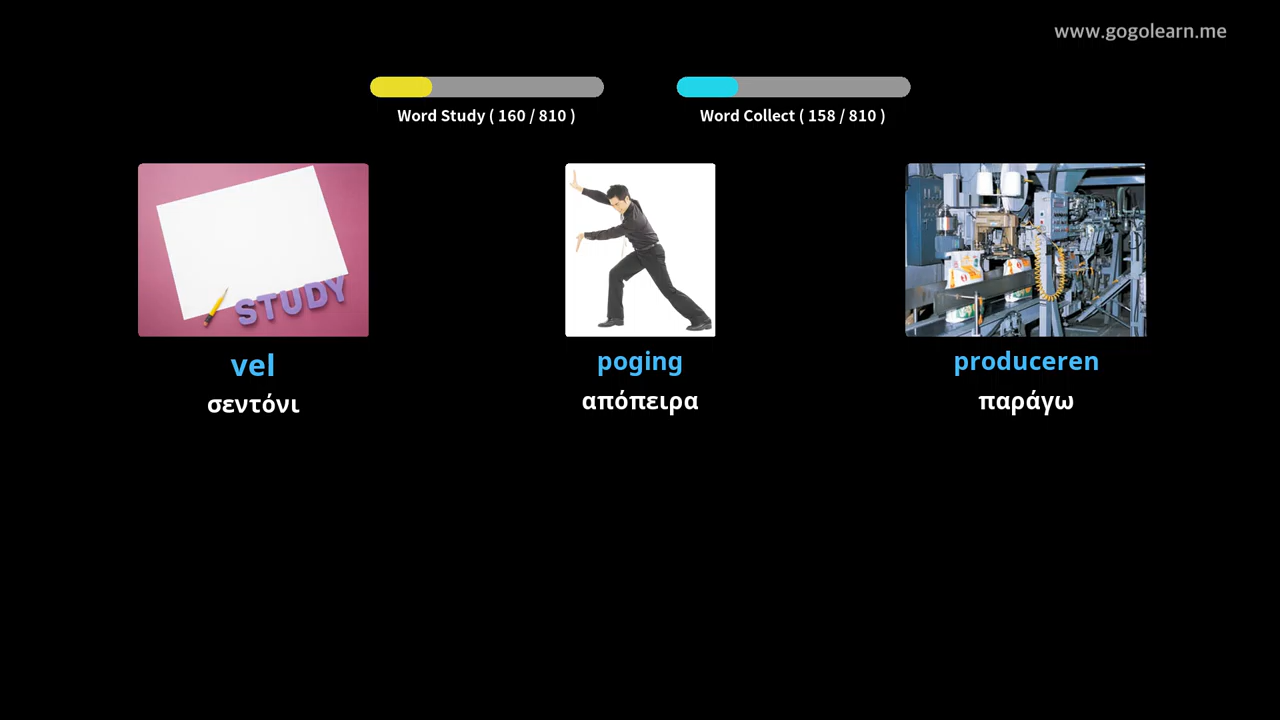 www.gogolearn.me
Word Study ( 160 / 810 )
Word Collect ( 158 / 810 )
STUDY
vel
σεντόνι
poging
απόπειρα
produceren
παράγω